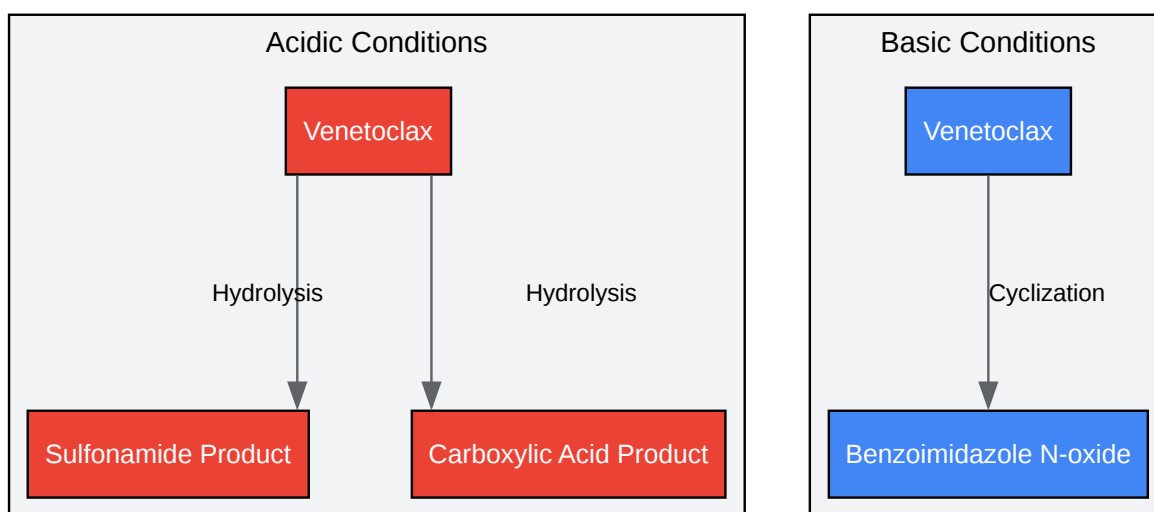 Acidic Conditions
Venetoclax
Hydrolysis
Hydrolysis
Sulfonamide Product
Carboxylic Acid Product
Basic Conditions
Venetoclax
Cyclization
Benzoimidazole N-oxide